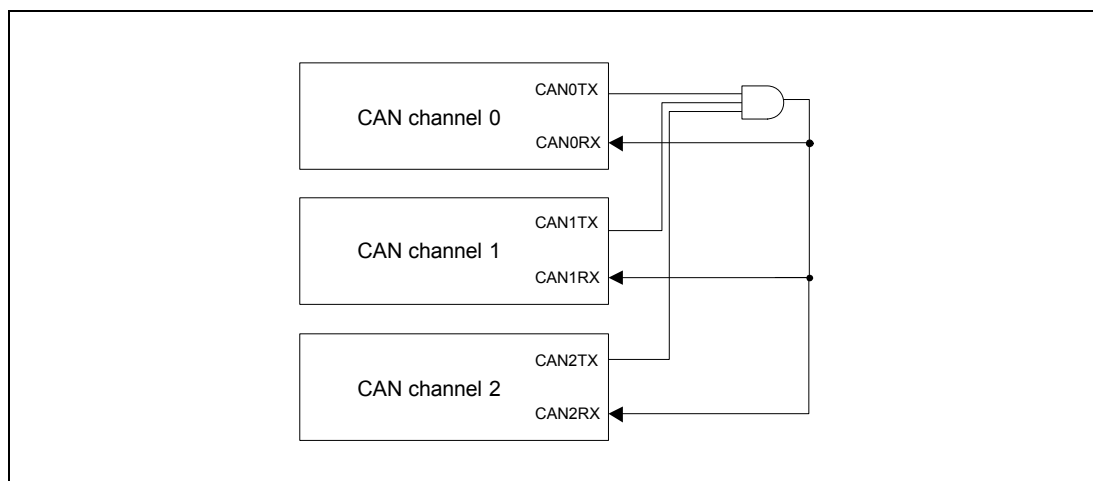 CAN0TX
CAN channel 0
CAN0RX
CAN1TX
CAN channel 1
CAN1RX
CAN2TX
CAN channel 2
CAN2RX